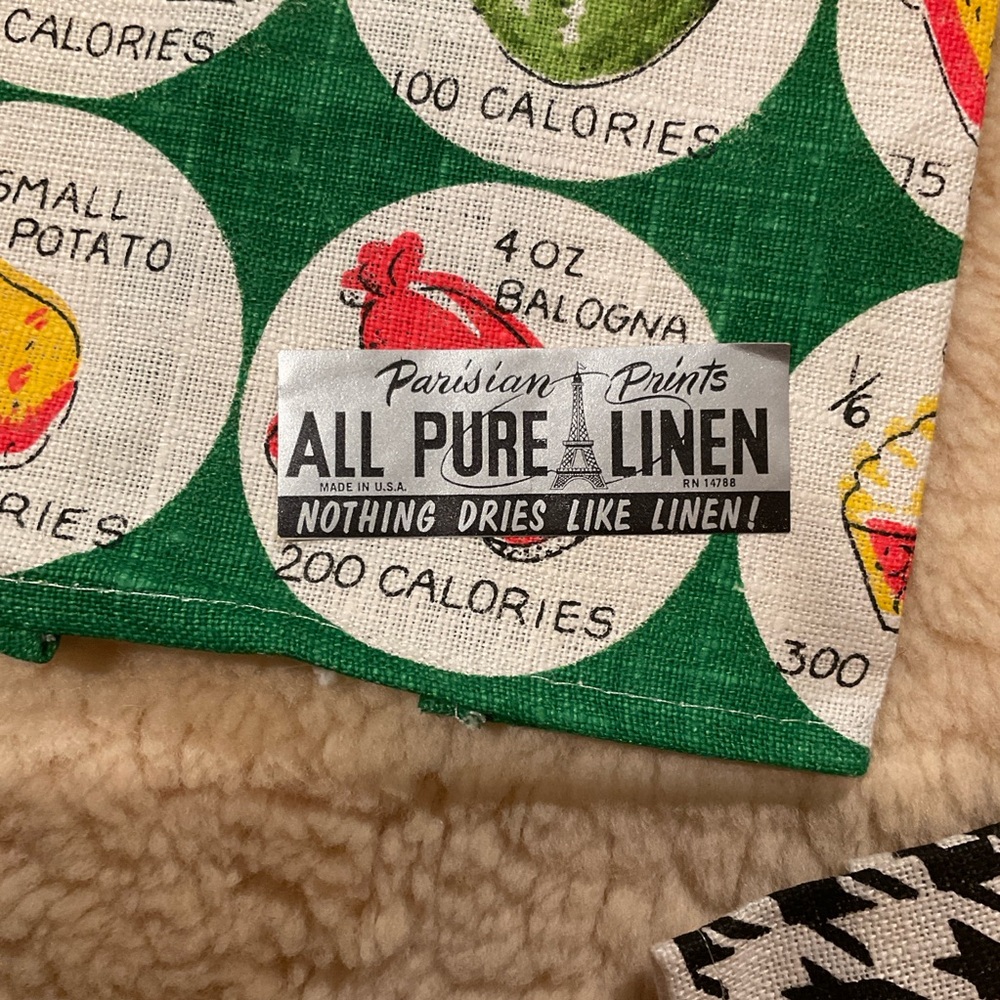 CALORIES
100 CALORIES
75
SMALL
POTATO
4 OZ
BALOGNA
Parisian Prints
ALL PURE LINEN
MADE IN U.S.A.
RN 14788
NOTHING DRIES LIKE LINEN!
200 CALORIES
1/6
300